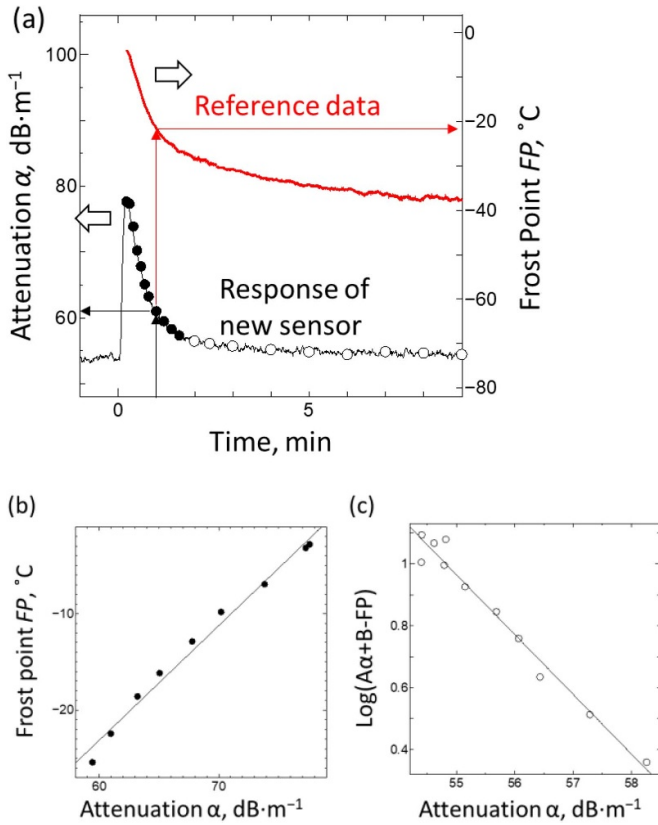 (a)
0
100
Reference data
−20
80
−40
Response of
new sensor
60
−60
−80
0
5
Attenuation α, dB·m⁻¹
Frost Point FP, ˚C
Time, min
(b)
−10
−20
60
70
Frost point FP, ˚C
Attenuation α, dB·m⁻¹
(c)
1
0.8
0.6
0.4
55
56
57
58
Log(Aα+B-FP)
Attenuation α, dB·m⁻¹